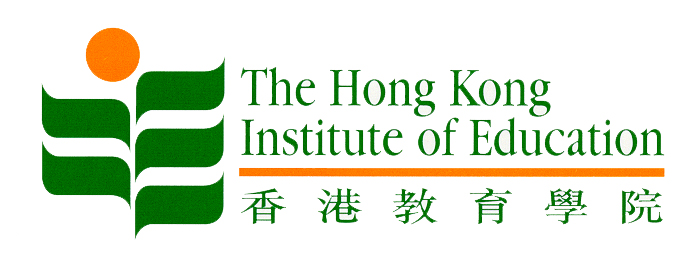 The Hong Kong
Institute of Education
香港教育學院